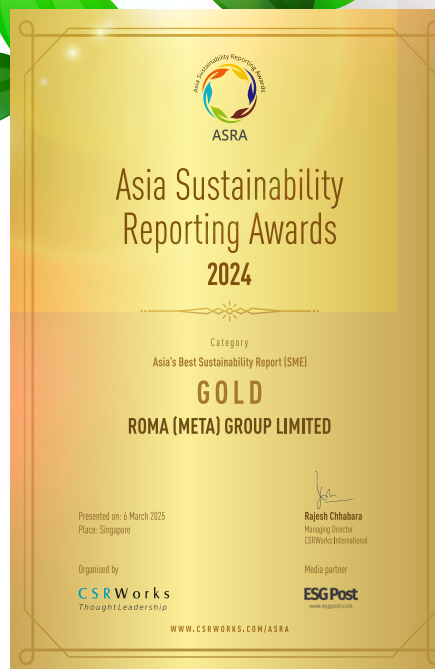 Asia Sustainability Reporting Awards
ASRA
Asia Sustainability
Reporting Awards
2024
Category
Asia's Best Sustainability Report (SME)
GOLD
ROMA (META) GROUP LIMITED
Presented on: 6 March 2025
Place: Singapore
Rajesh Chhabara
Managing Director
CSRWorks International
Organised by
CSRWorks
ThoughtLeadership
Media partner
ESG Post
www.esgpost.com
WWW.CSRWORKS.COM/ASRA